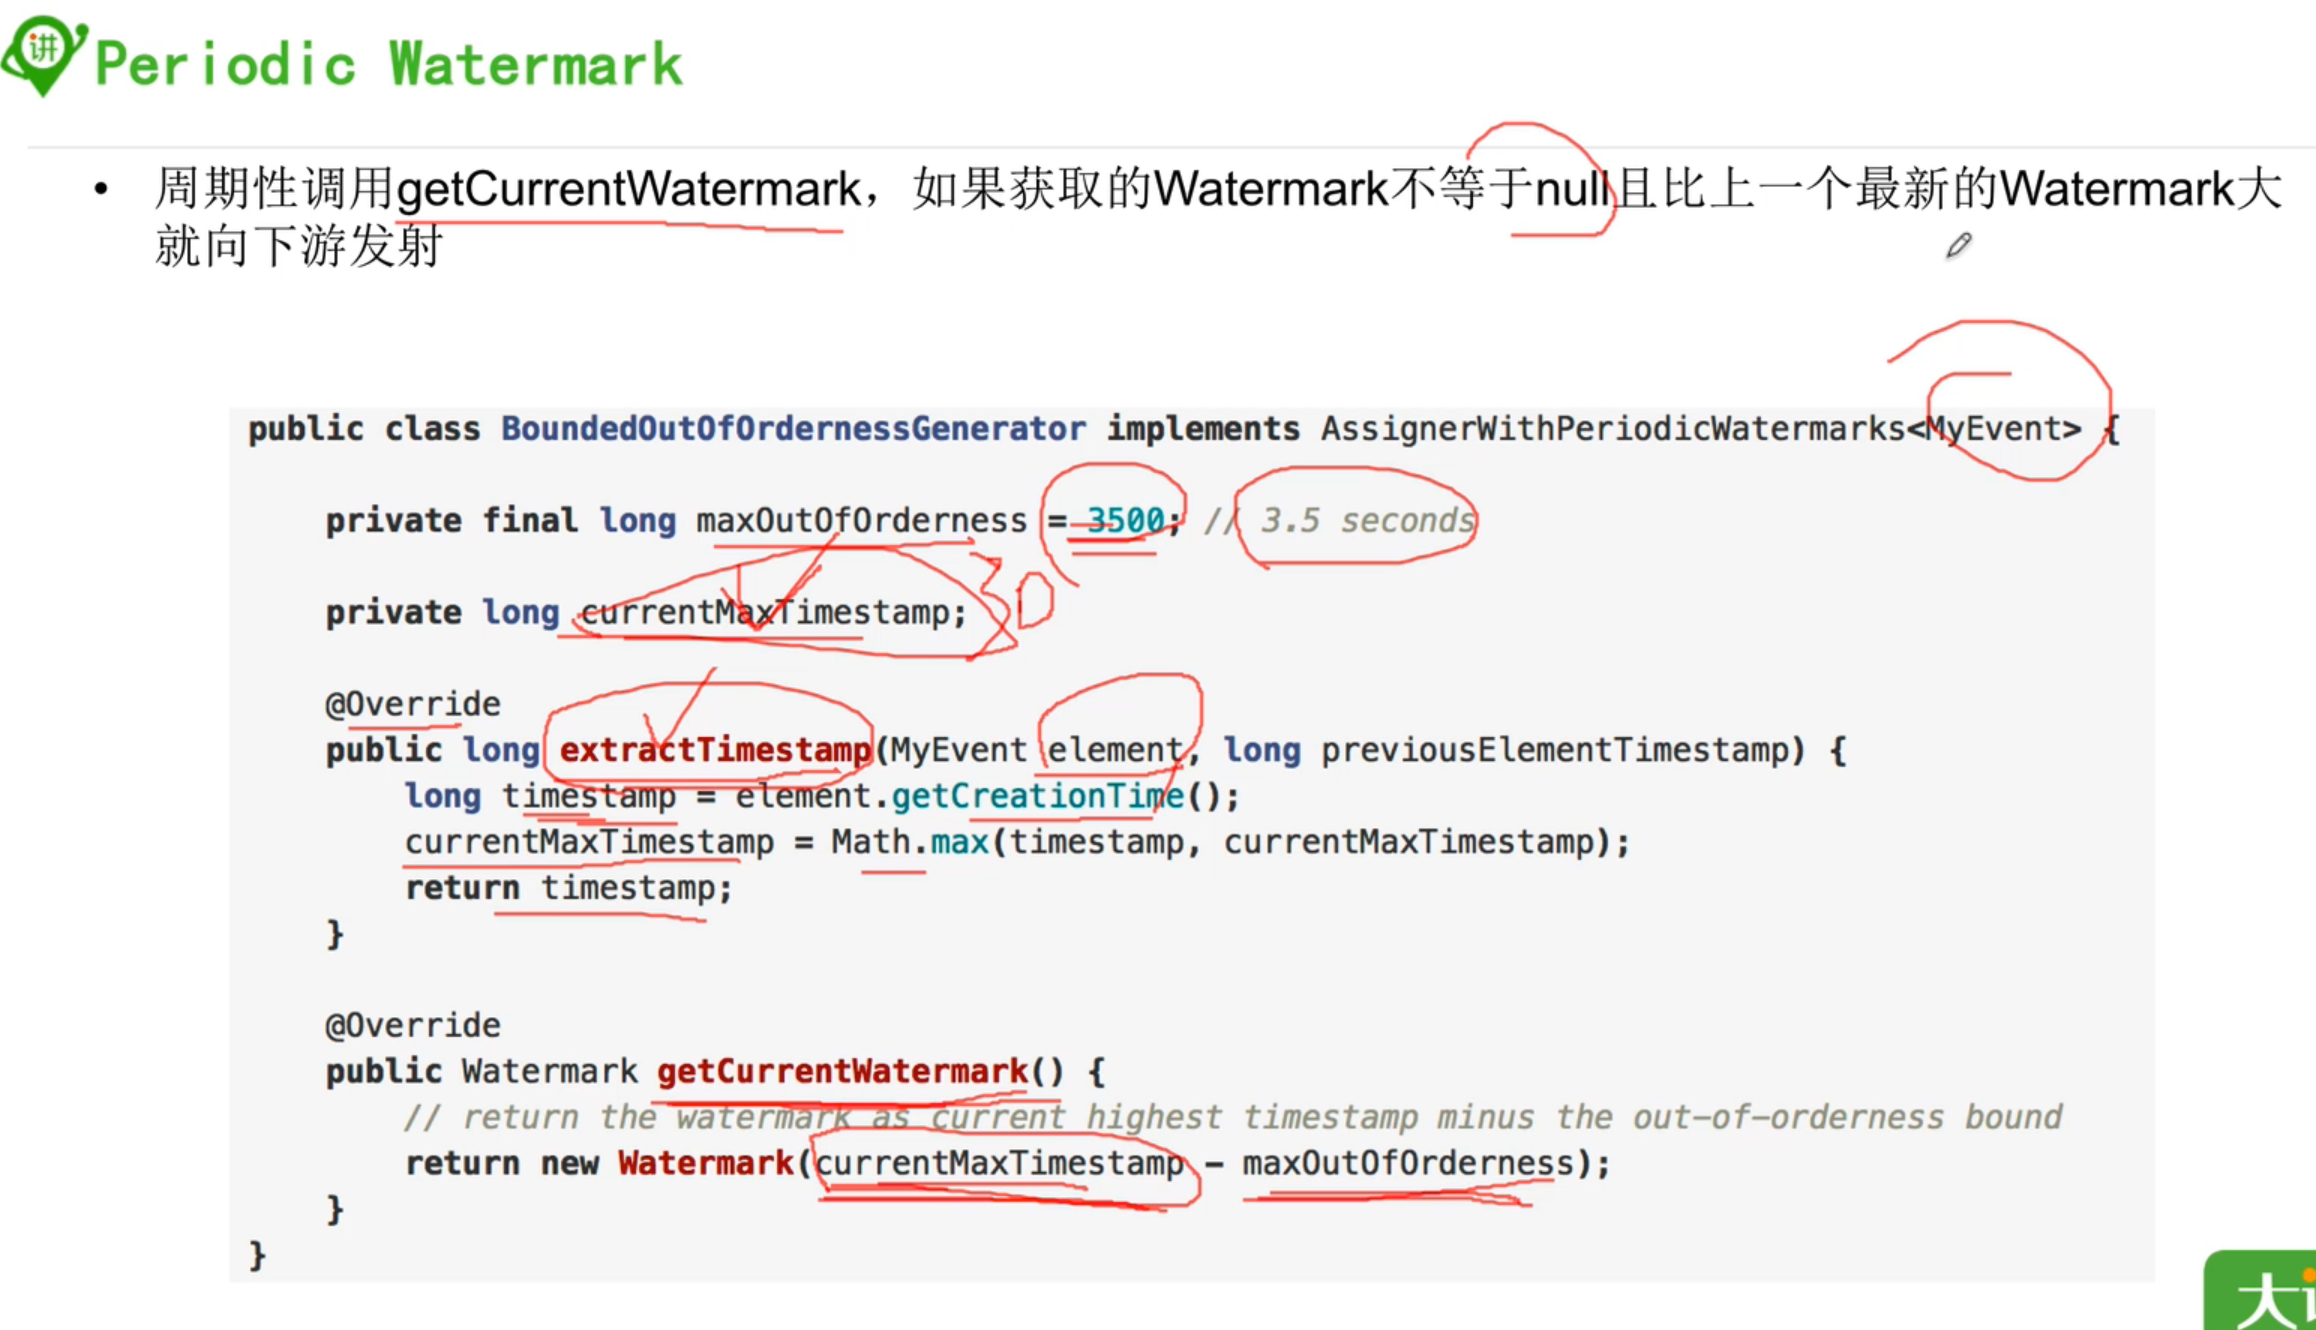 讲
Periodic Watermark
• 周期性调用getCurrentWatermark，如果获取的Watermark不等于null且比上一个最新的Watermark大
就向下游发射
public class BoundedOutOfOrdernessGenerator implements AssignerWithPeriodicWatermarks<MyEvent> {
private final long maxOutOfOrderness = 3500; // 3.5 seconds
private long currentMaxTimestamp;
30
@Override
public long extractTimestamp(MyEvent element, long previousElementTimestamp) {
long timestamp = element.getCreationTime();
currentMaxTimestamp = Math.max(timestamp, currentMaxTimestamp);
return timestamp;
}
@Override
public Watermark getCurrentWatermark() {
// return the watermark as current highest timestamp minus the out-of-orderness bound
return new Watermark(currentMaxTimestamp - maxOutOfOrderness);
}
}
大